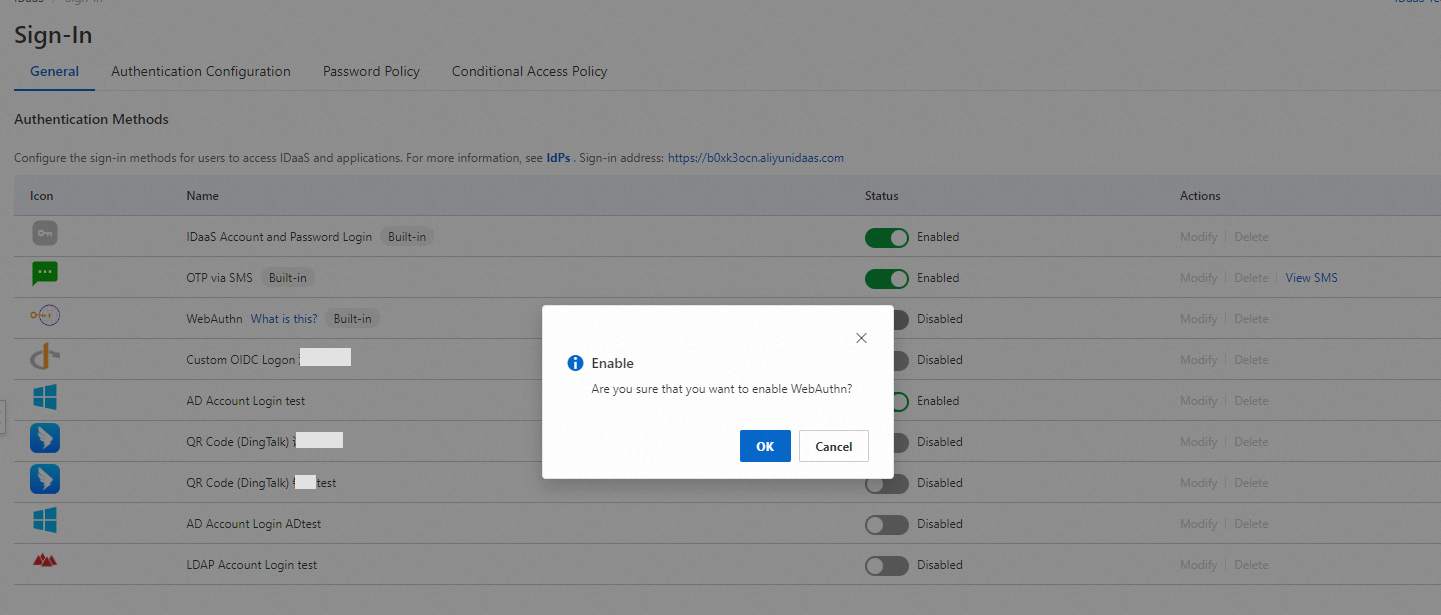 Sign-In
General Authentication Configuration Password Policy Conditional Access Policy
Authentication Methods
Configure the sign-in methods for users to access IDaaS and applications. For more information, see IdPs . Sign-in address: https://b0xk3ocn.aliyunidaas.com
Icon Name Status Actions
IDaaS Account and Password Login Built-in Enabled Modify Delete
OTP via SMS Built-in Enabled Modify Delete View SMS
WebAuthn What is this? Built-in Disabled Modify Delete
Custom OIDC Logon Disabled Modify Delete
AD Account Login test Enabled Modify Delete
QR Code (DingTalk) Disabled Modify Delete
QR Code (DingTalk) test Disabled Modify Delete
AD Account Login ADtest Disabled Modify Delete
LDAP Account Login test Disabled Modify Delete
Enable
Are you sure that you want to enable WebAuthn?
OK Cancel